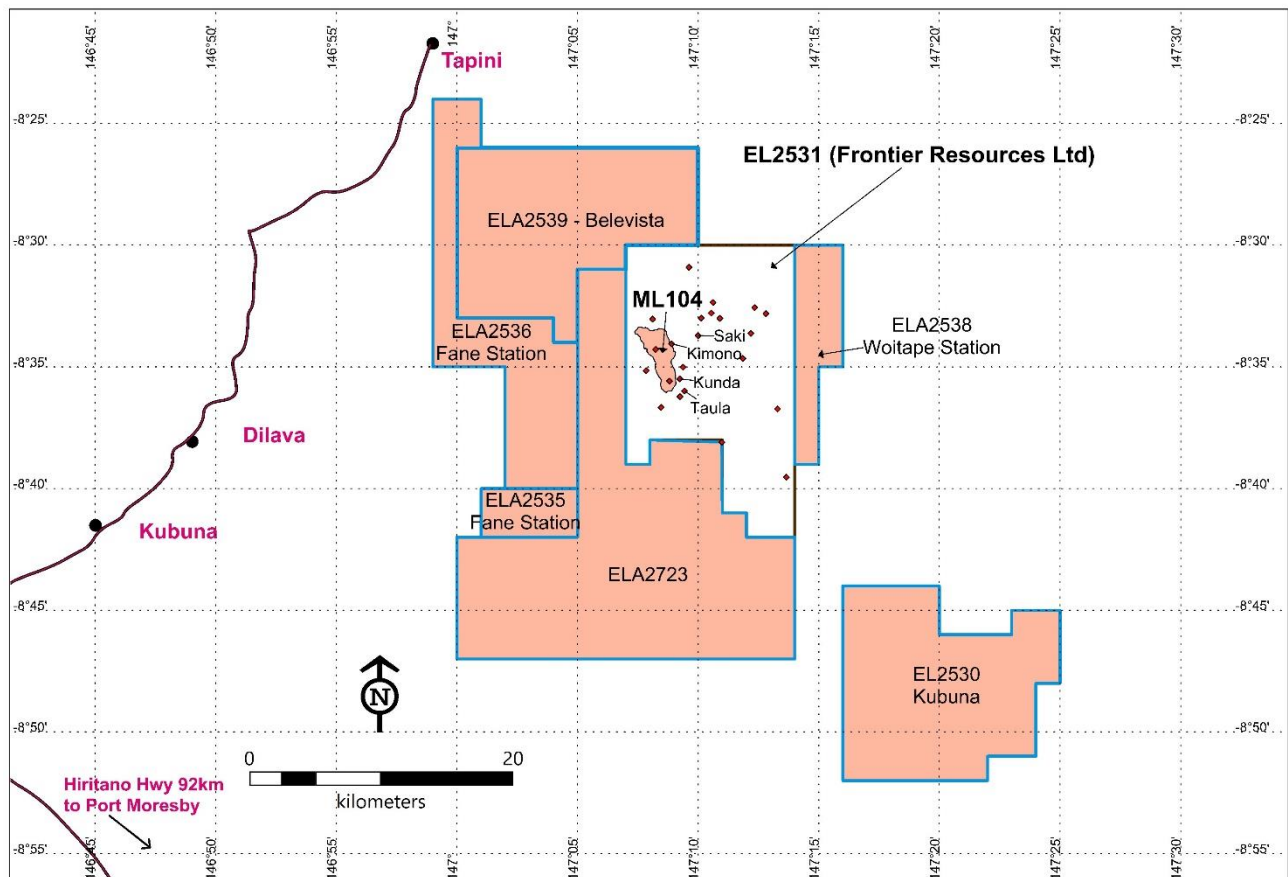 146°45'
146°50'
146°55'
147°
147°05'
147°10'
147°15'
147°20'
147°25'
147°30'
Tapini
-8°25'
-8°25'
EL2531 (Frontier Resources Ltd)
ELA2539 - Belevista
-8°30'
-8°30'
ML104
ELA2536
Fane Station
Saki
Kimono
Kunda
Taula
ELA2538
Woitape Station
-8°35'
-8°35'
Dilava
-8°40'
-8°40'
ELA2535
Fane Station
Kubuna
ELA2723
-8°45'
-8°45'
EL2530
Kubuna
N
-8°50'
-8°50'
0
20
kilometers
Hiritano Hwy 92km
to Port Moresby
-8°55'
-8°55'
146°45'
146°50'
146°55'
147°
147°05'
147°10'
147°15'
147°20'
147°25'
147°30'